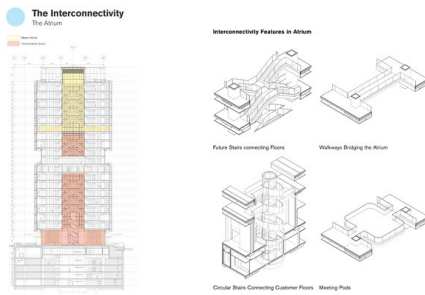 The Interconnectivity
The Atrium
Interconnectivity Features in Atrium
Future Stairs connecting Floors
Walkways Bridging the Atrium
Circular Stairs Connecting Customer Floors
Meeting Pods